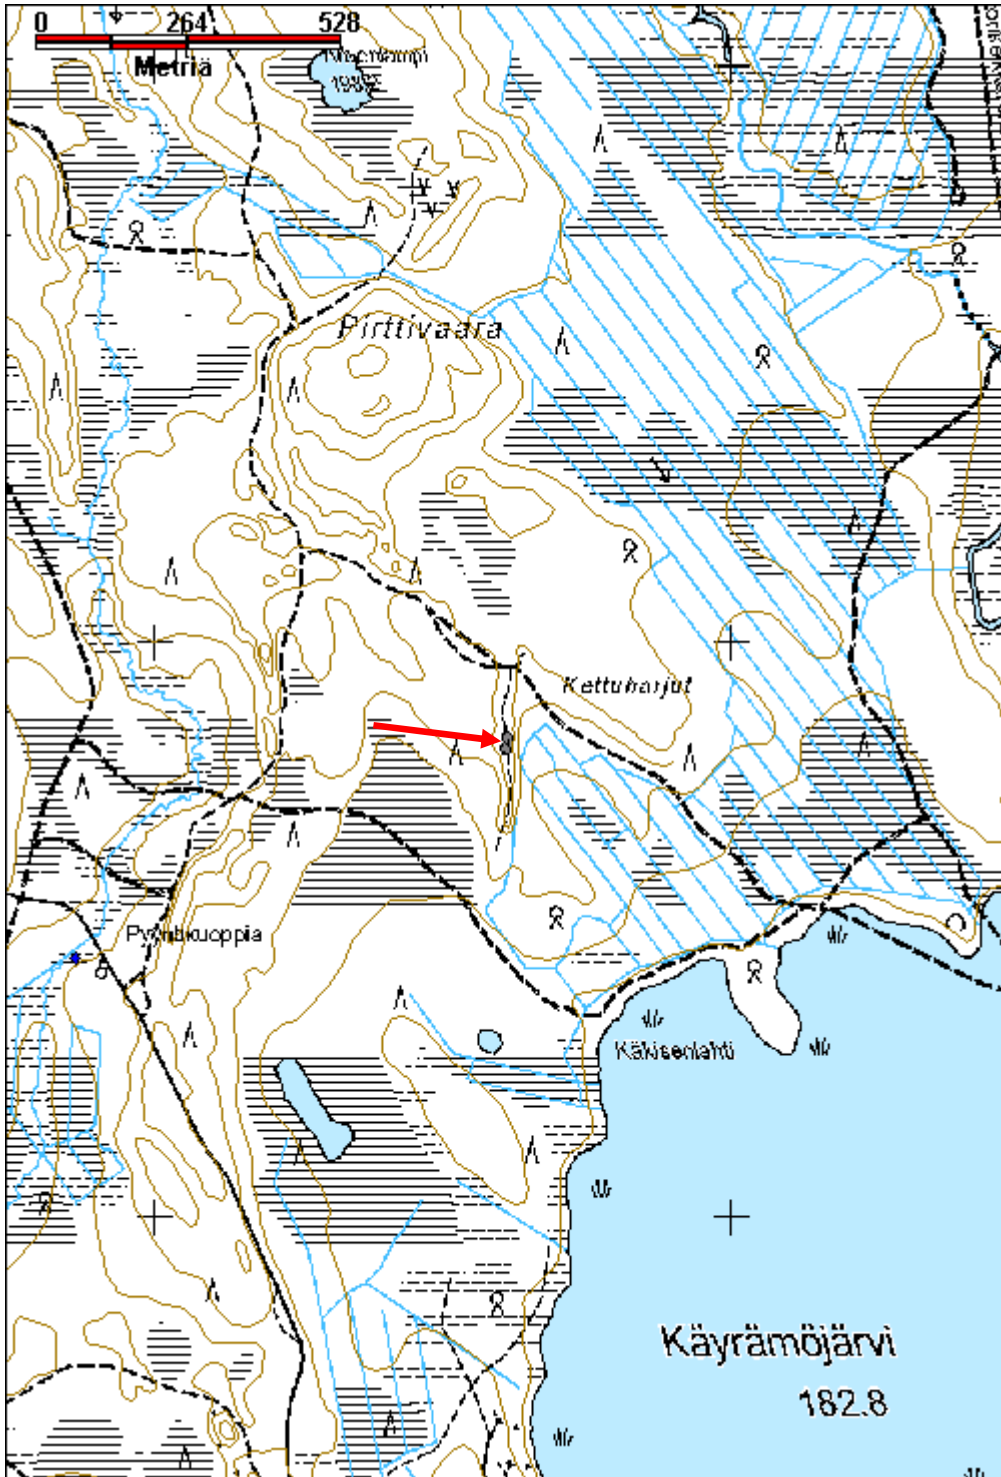 0 264 528
Metriä
Pirttivaara
Kettuharjut
Käkisenlahti
Käyrämöjärvi
182.8